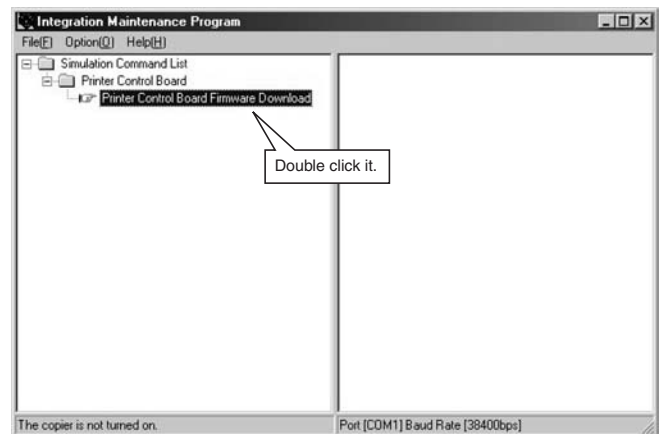 Integration Maintenance Program
File(F) Option(O) Help(H)
Simulation Command List
Printer Control Board
Printer Control Board Firmware Download
Double click it.
The copier is not turned on.
Port [COM1] Baud Rate [38400bps]